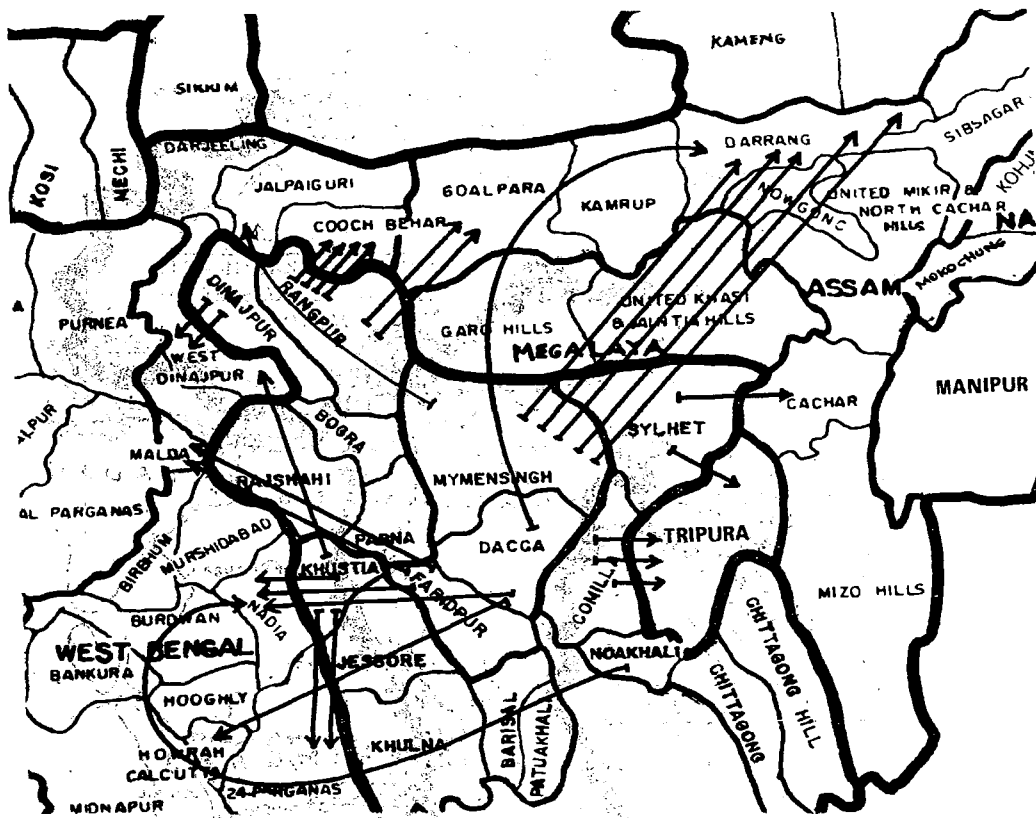 KAMENG
SIKKIM
SIBSAGAR
DARRANG
DARJEELING
KOSI
MECHI
JALPAIGURI
GOALPARA
KAMRUP
NOWGONG
UNITED MIKIR &
NORTH CACHAR
HILLS
NA
COOCH BEHAR
MOKOCHUNG
ASSAM
DINAJPUR
RANGPUR
PURNEA
GARO HILLS
UNITED KHASI
& JAINTIA HILLS
MEGALAYA
WEST
DINAJPUR
MANIPUR
CACHAR
BOGRA
SYLHET
MALDA
RAJSHAHI
MYMENSINGH
AL PARGANAS
BIRBHUM
MURSHIDABAD
PABNA
DACCA
TRIPURA
KHUSTIA
FARIDPUR
COMILLA
MIZO HILLS
NADIA
BURDWAN
WEST BENGAL
BANKURA
JESSORE
NOAKHALI
CHITTAGONG HILL
CHITTAGONG
HOOGHLY
HOWRAH
CALCUTTA
KHULNA
BARISAL
PATUAKHALI
24-PARGANAS
MIDNAPUR